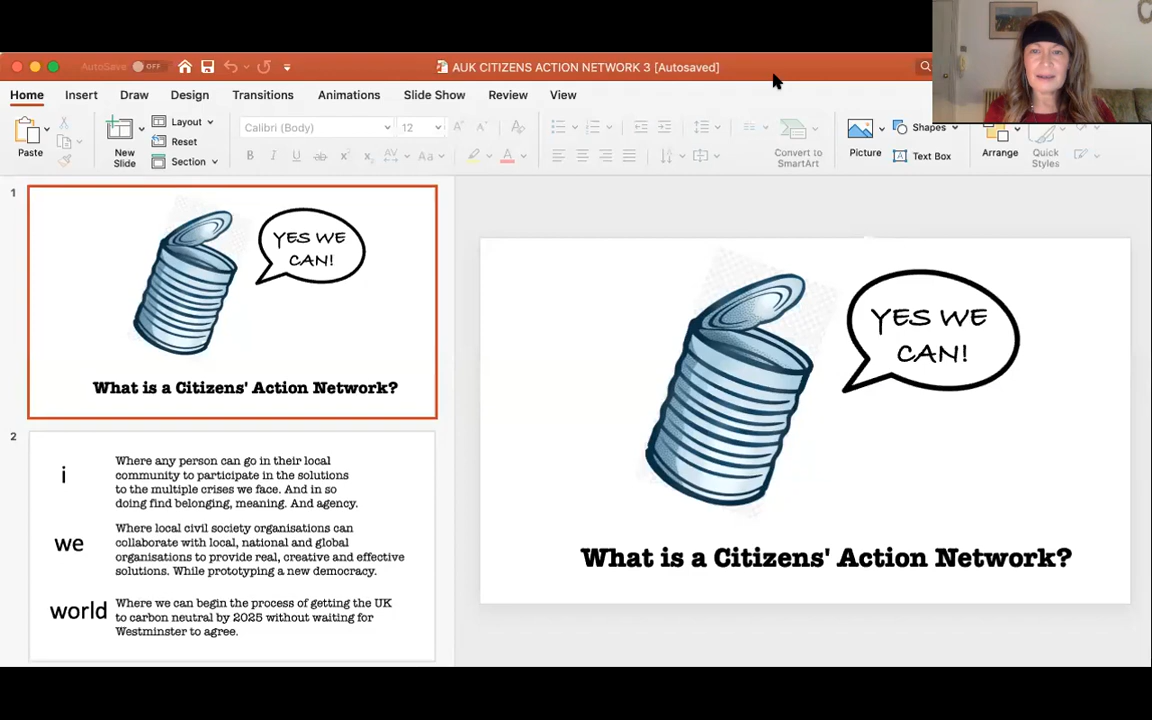 AutoSave OFF
AUK CITIZENS ACTION NETWORK 3 [Autosaved]
Home Insert Draw Design Transitions Animations Slide Show Review View
Paste
New
Slide
Layout
Reset
Section
Calibri (Body) 12
B I U ab X X AV Aa A
Convert to
SmartArt
Picture
Shapes
Text Box
Arrange
Quick
Styles
1
YES WE
CAN!
What is a Citizens' Action Network?
2
i
Where any person can go in their local
community to participate in the solutions
to the multiple crises we face. And in so
doing find belonging, meaning. And agency.
we
Where local civil society organisations can
collaborate with local, national and global
organisations to provide real, creative and effective
solutions. While prototyping a new democracy.
world
Where we can begin the process of getting the UK
to carbon neutral by 2025 without waiting for
Westminster to agree.
YES WE
CAN!
What is a Citizens' Action Network?